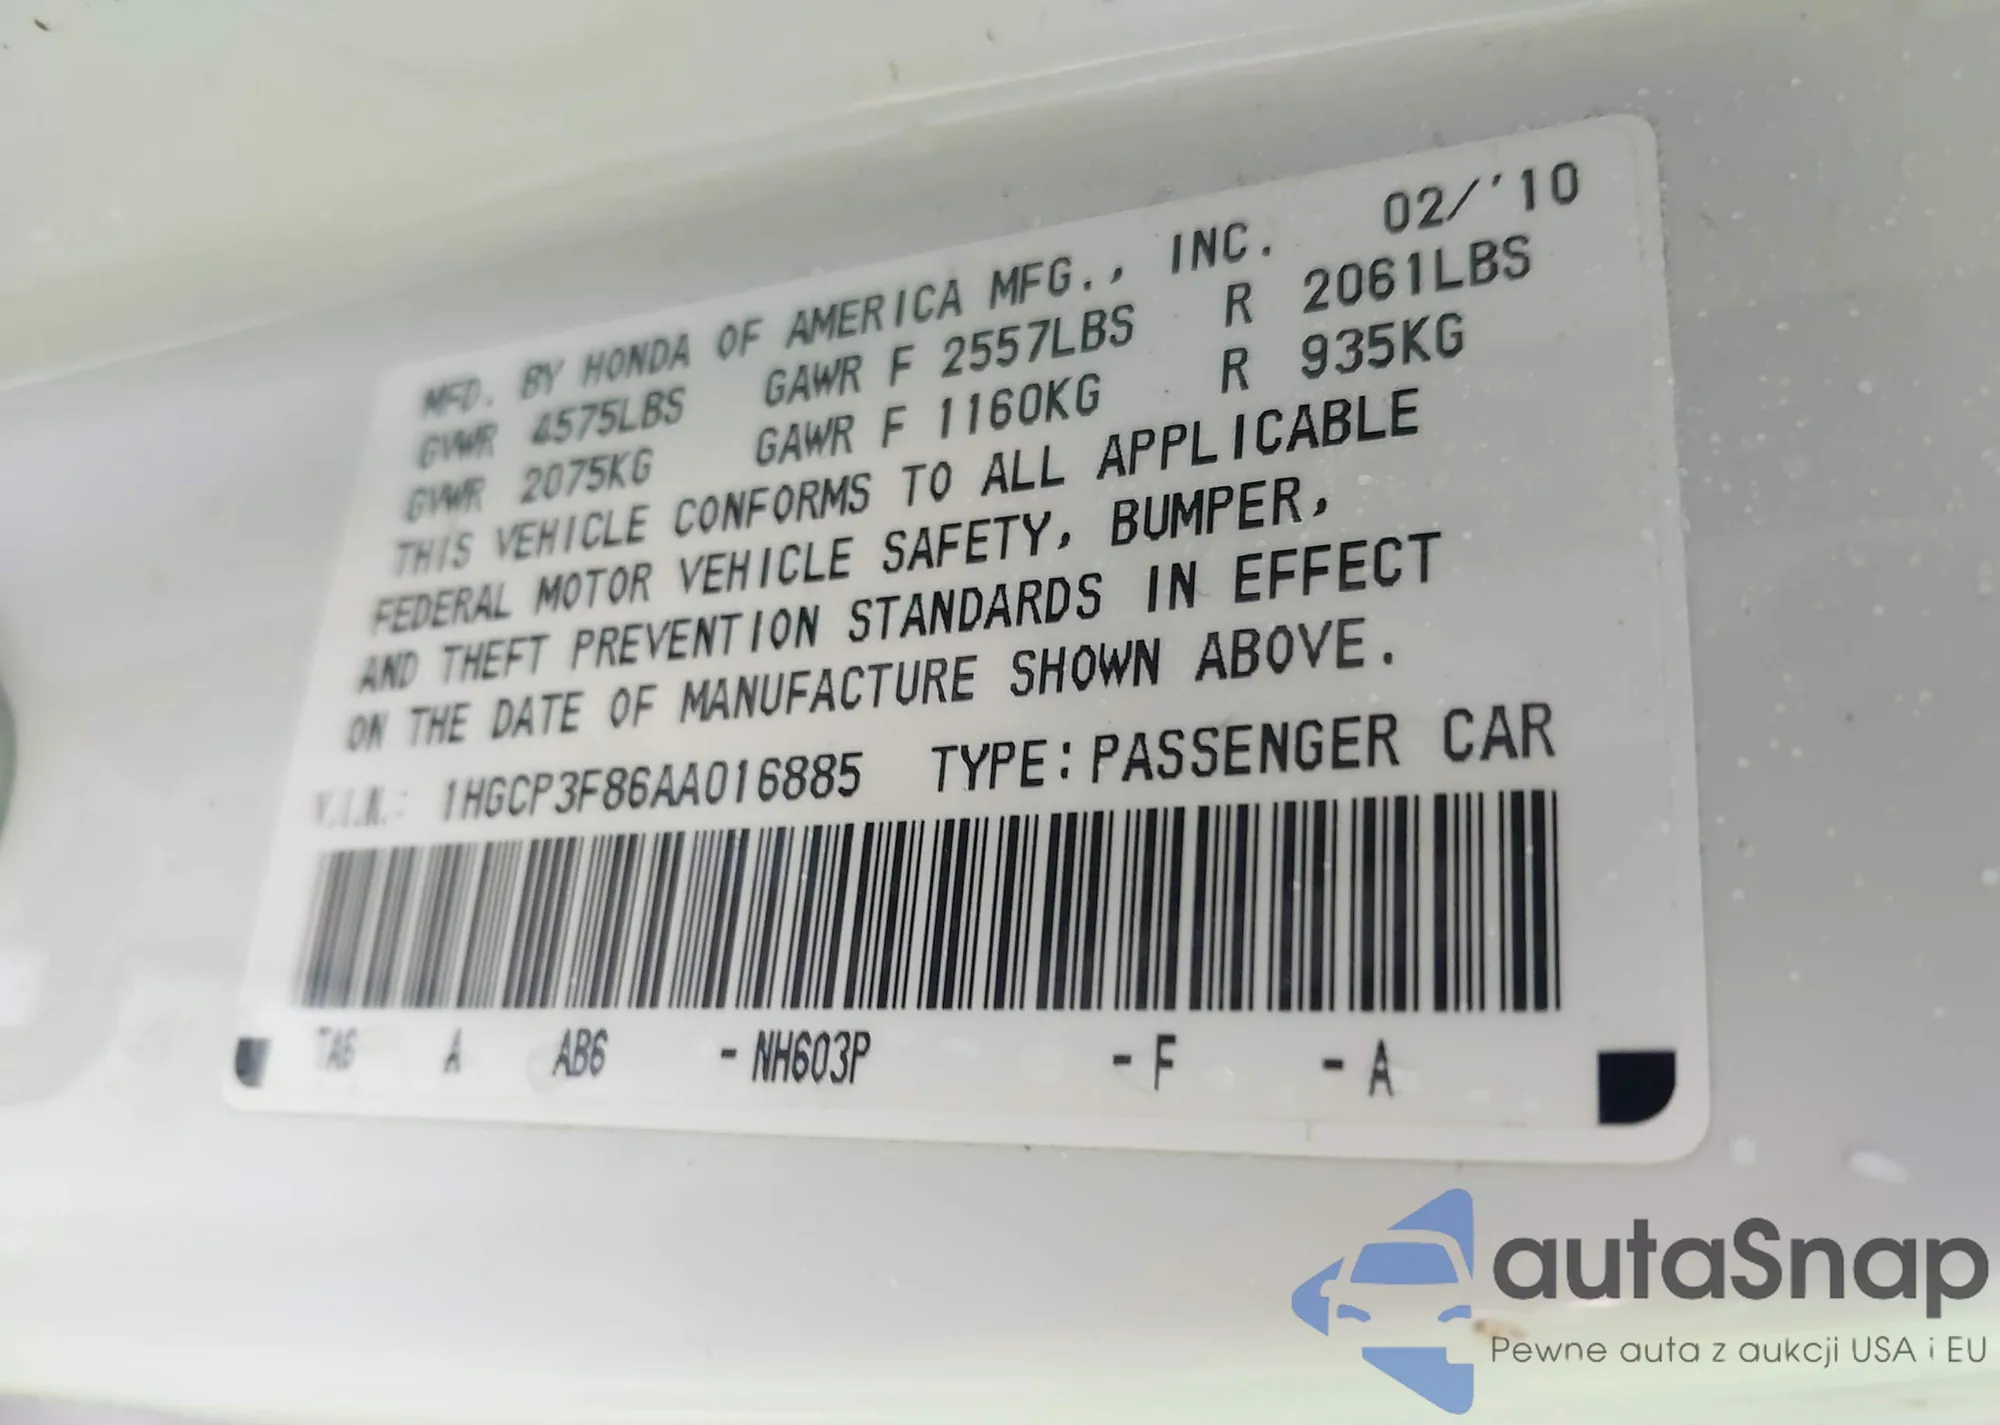 MFD. BY HONDA OF AMERICA MFG., INC. 02/'10
GVWR 4575LBS GAWR F 2557LBS R 2061LBS
GVWR 2075KG GAWR F 1160KG R 935KG
THIS VEHICLE CONFORMS TO ALL APPLICABLE
FEDERAL MOTOR VEHICLE SAFETY, BUMPER,
AND THEFT PREVENTION STANDARDS IN EFFECT
ON THE DATE OF MANUFACTURE SHOWN ABOVE.
V.I.N.: 1HGCP3F86AA016885 TYPE: PASSENGER CAR
TA6 A AB6 - NH603P - F - A
autaSnap
Pewne auta z aukcji USA i EU